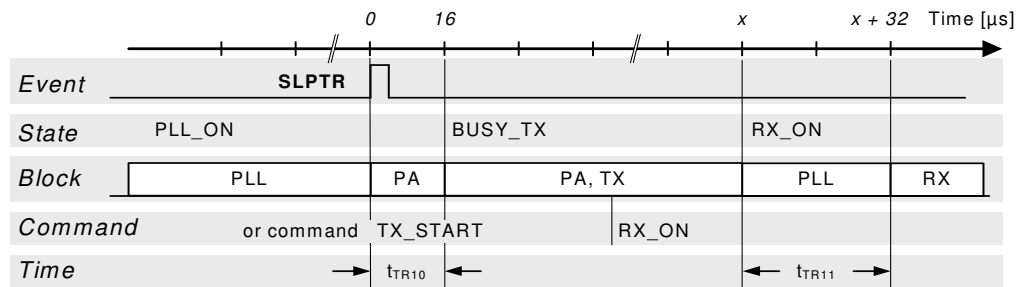 0 16 x x + 32 Time [µs]
Event SLPTR
State PLL_ON BUSY_TX RX_ON
Block PLL PA PA, TX PLL RX
Command or command TX_START RX_ON
Time tTR10 tTR11